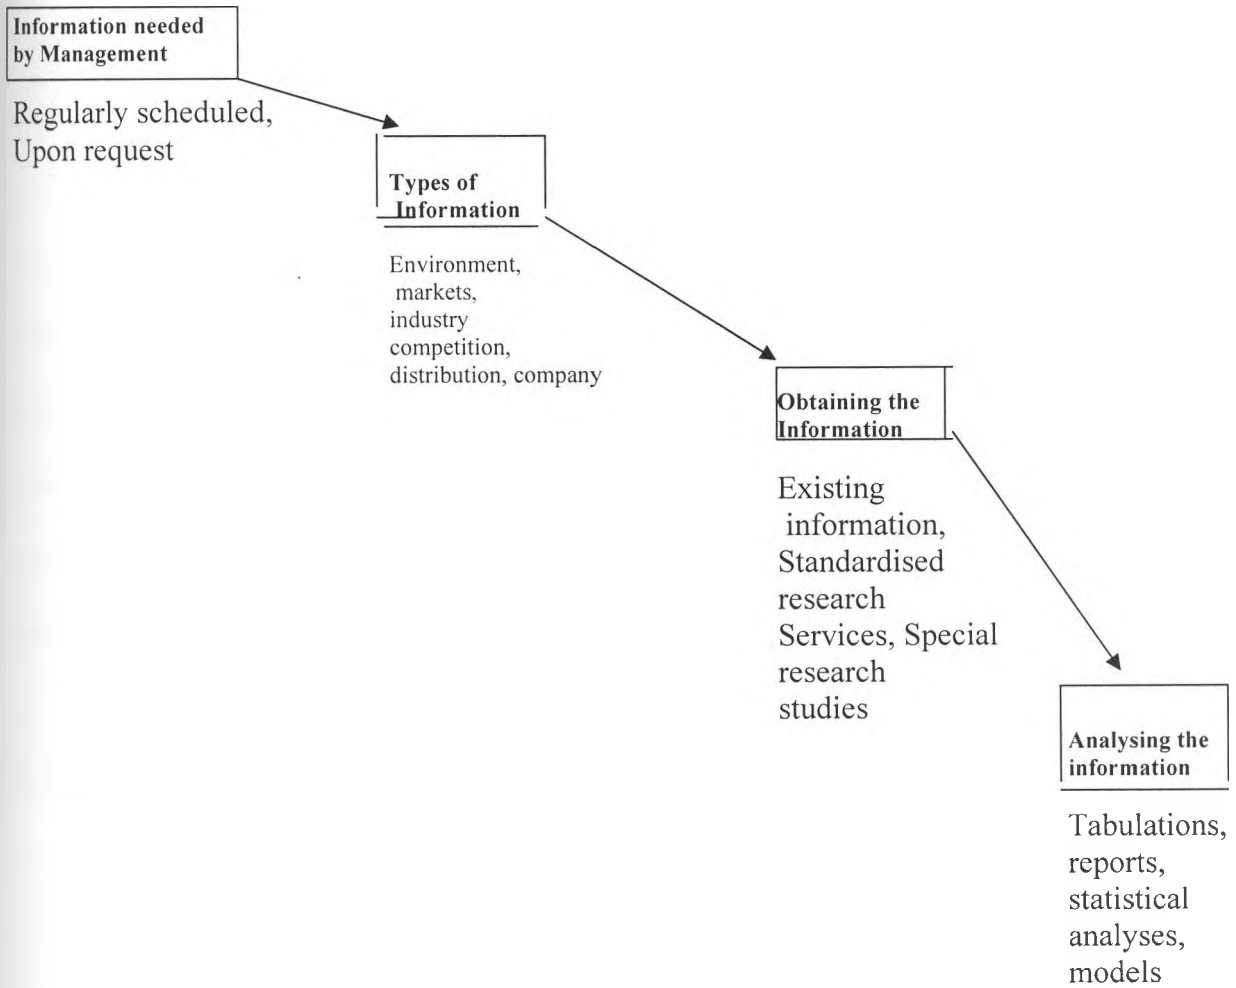 Information needed
by Management
Regularly scheduled,
Upon request
Types of
Information
Environment,
markets,
industry
competition,
distribution, company
Obtaining the
Information
Existing
information,
Standardised
research
Services, Special
research
studies
Analysing the
information
Tabulations,
reports,
statistical
analyses,
models